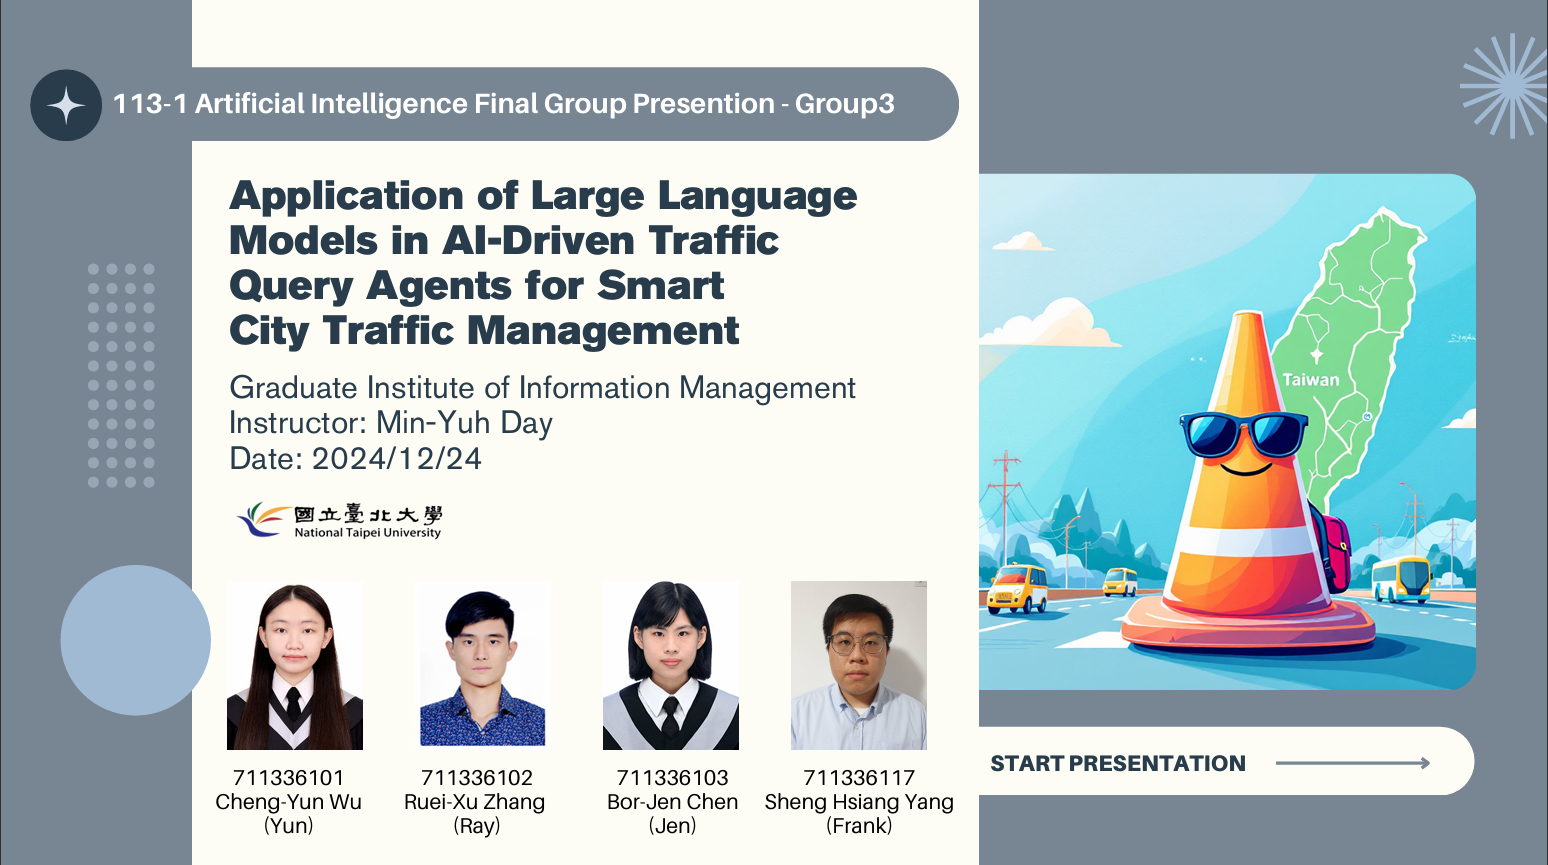 113-1 Artificial Intelligence Final Group Presention - Group3
Application of Large Language
Models in AI-Driven Traffic
Query Agents for Smart
City Traffic Management
Graduate Institute of Information Management
Instructor: Min-Yuh Day
Date: 2024/12/24
國立臺北大學
National Taipei University
711336101
Cheng-Yun Wu
(Yun)
711336102
Ruei-Xu Zhang
(Ray)
711336103
Bor-Jen Chen
(Jen)
711336117
Sheng Hsiang Yang
(Frank)
Taiwan
START PRESENTATION